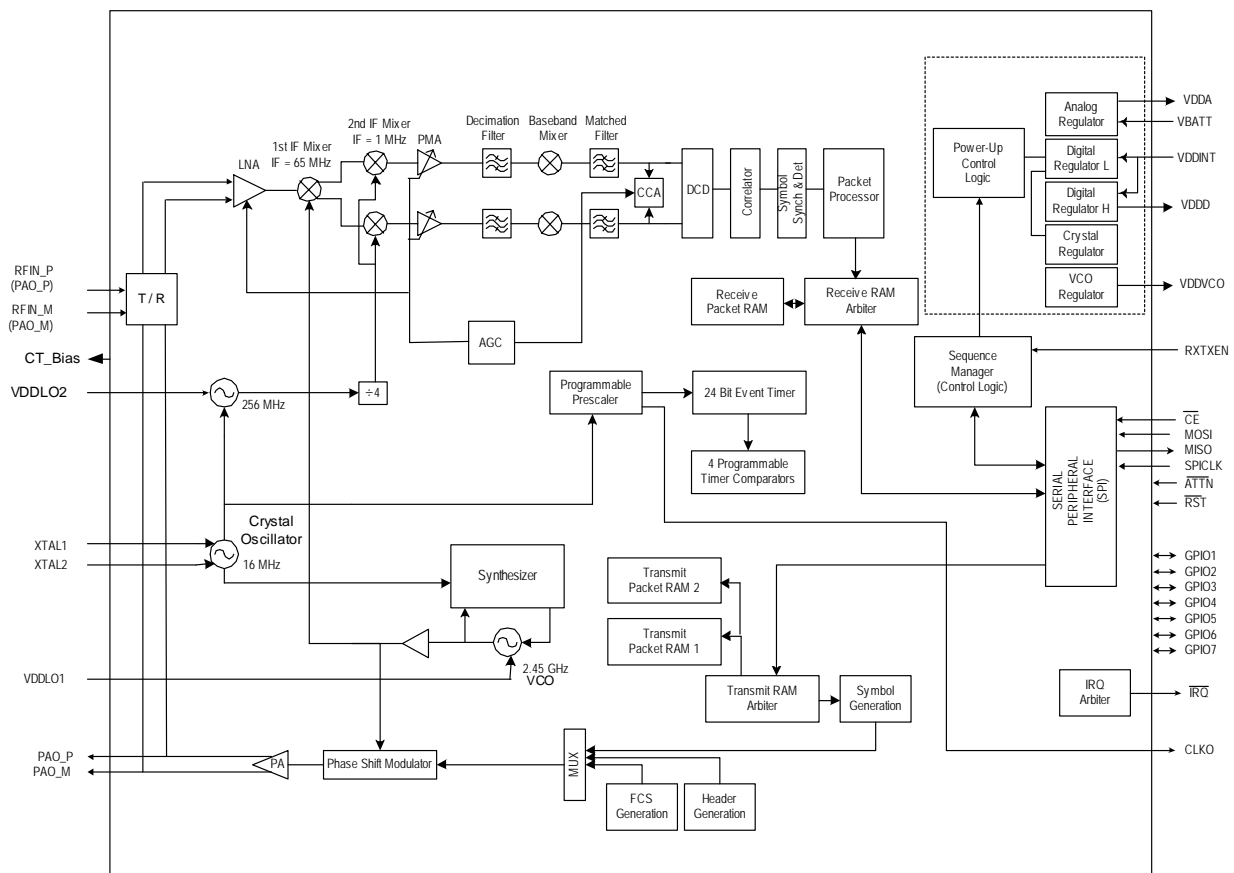 Analog
Regulator
VDDA
VBATT
2nd IF Mixer
IF = 1 MHz
PMA
Decimation
Filter
Baseband
Mixer
Matched
Filter
1st IF Mixer
IF = 65 MHz
LNA
Power-Up
Control
Logic
Digital
Regulator L
VDDINT
CCA
DCD
Correlator
Symbol
Synch & Det
Packet
Processor
Digital
Regulator H
VDDD
Crystal
Regulator
VCO
Regulator
VDDVCO
RFIN_P
(PAO_P)
RFIN_M
(PAO_M)
T / R
Receive
Packet RAM
Receive RAM
Arbiter
AGC
CT_Bias
Sequence
Manager
(Control Logic)
RXTXEN
VDDLO2
256 MHz
÷4
Programmable
Prescaler
24 Bit Event Timer
4 Programmable
Timer Comparators
SERIAL
PERIPHERAL
INTERFACE
(SPI)
CE
MOSI
MISO
SPICLK
ATTN
RST
Crystal
Oscillator
XTAL1
XTAL2
16 MHz
Synthesizer
Transmit
Packet RAM 2
Transmit
Packet RAM 1
GPIO1
GPIO2
GPIO3
GPIO4
GPIO5
GPIO6
GPIO7
VDDLO1
2.45 GHz
VCO
Transmit RAM
Arbiter
Symbol
Generation
IRQ
Arbiter
IRQ
PAO_P
PAO_M
PA
Phase Shift Modulator
MUX
CLKO
FCS
Generation
Header
Generation